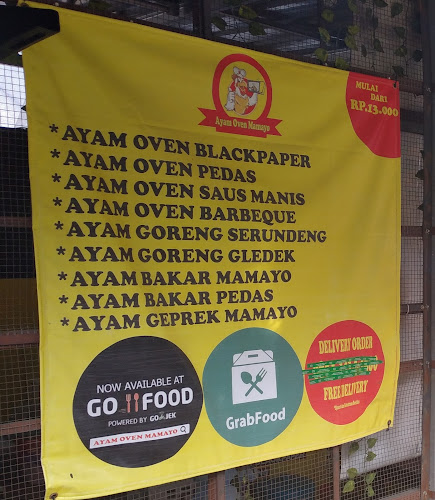 Ayam Oven Mamayo
MULAI
DARI
RP.13.000
* AYAM OVEN BLACKPAPER
* AYAM OVEN PEDAS
* AYAM OVEN SAUS MANIS
* AYAM OVEN BARBEQUE
* AYAM GORENG SERUNDENG
* AYAM GORENG GLEDEK
* AYAM BAKAR MAMAYO
* AYAM BAKAR PEDAS
* AYAM GEPREK MAMAYO
NOW AVAILABLE AT
GO FOOD
POWERED BY GO JEK
AYAM OVEN MAMAYO
GrabFood
DELIVERY ORDER
FREE DELIVERY